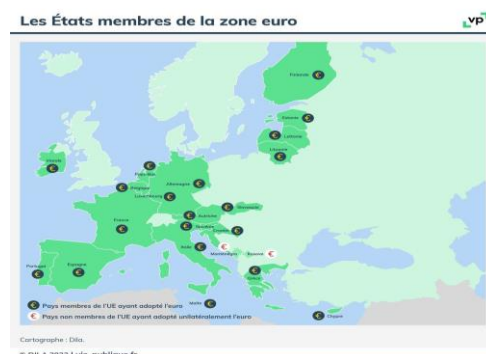 Les États membres de la zone euro
vp
Finlande
Estonie
Lettonie
Lituanie
Irlande
Pays-Bas
Belgique
Allemagne
Luxembourg
Slovaquie
France
Autriche
Slovénie
Croatie
Italie
Monténégro
Kosovo
Portugal
Espagne
Grèce
Malte
Chypre
Pays membres de l'UE ayant adopté l'euro
Pays non membres de l'UE ayant adopté unilatéralement l'euro
Cartographe : Dila.